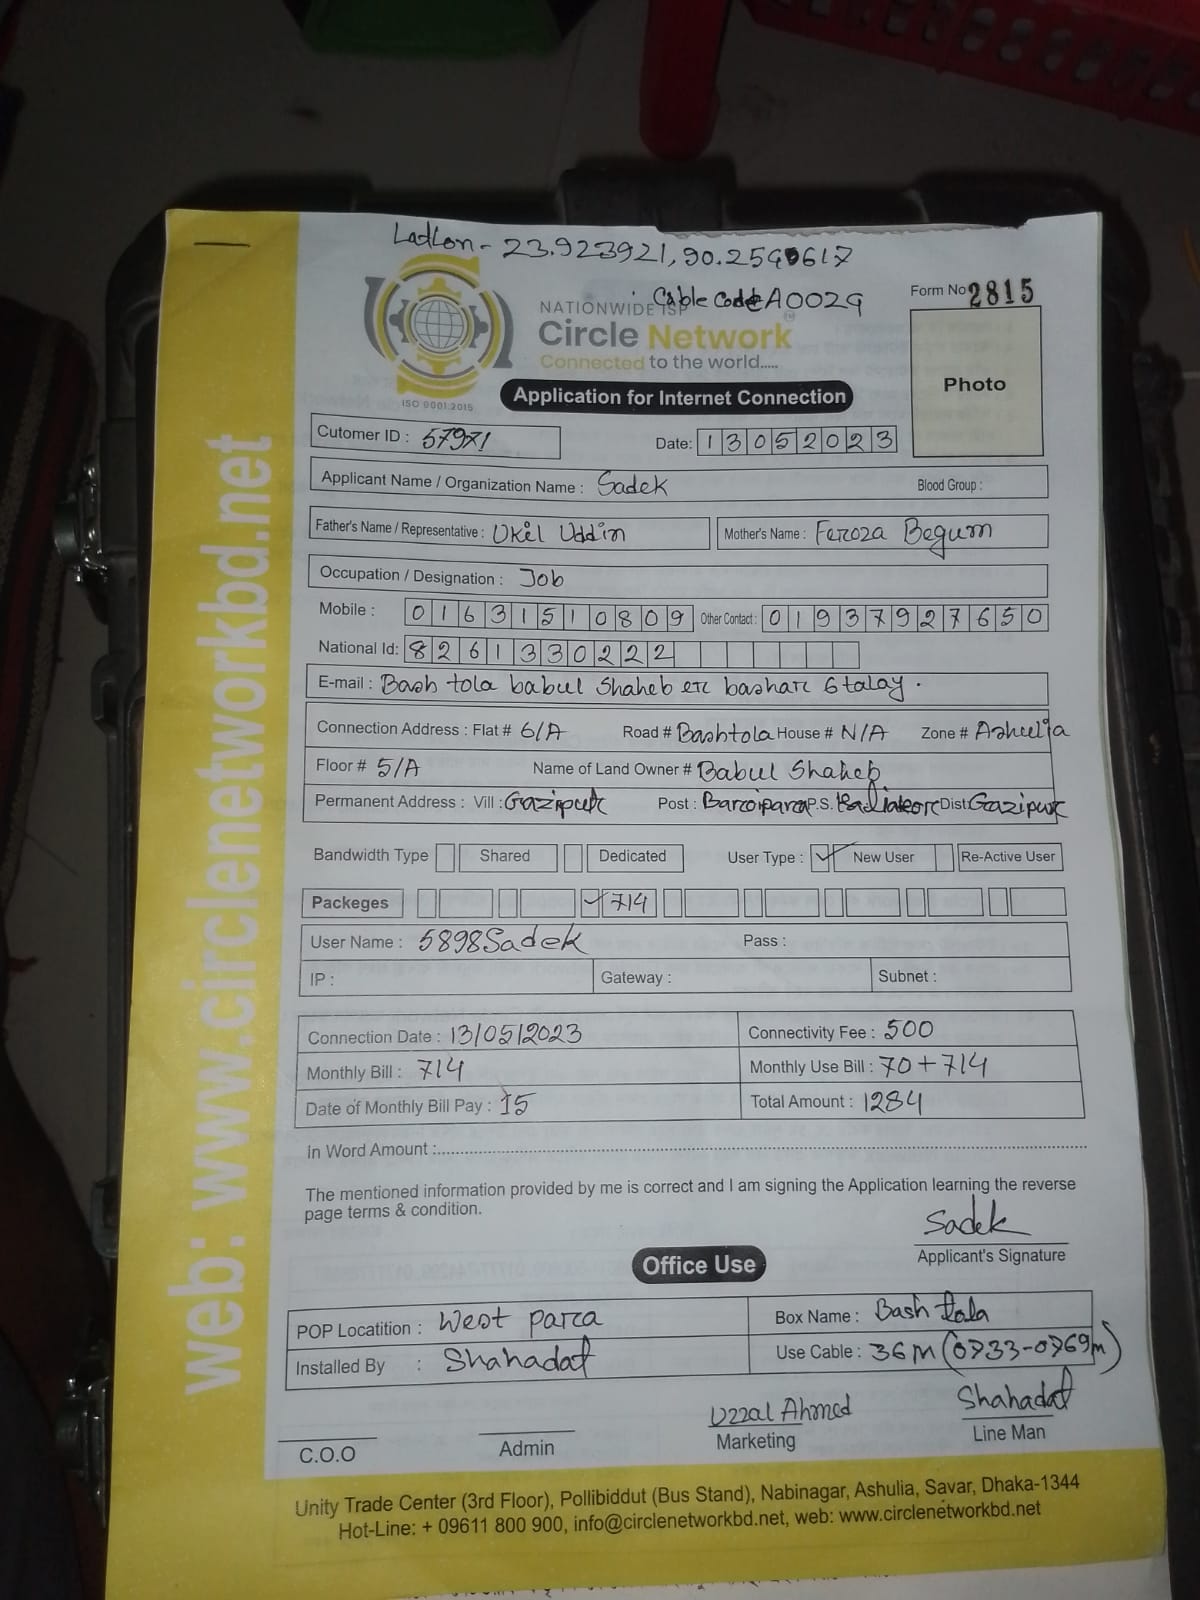 LatLon - 23.923921, 90.2590617
Cable Code A0029
Form No 2815
NATIONWIDE ISP
Circle Network
Connected to the world.....
ISO 9001:2015
Photo
Application for Internet Connection
Cutomer ID : 57971
Date: 13052023
Applicant Name / Organization Name : Sadek Blood Group :
Father's Name / Representative : Ukil Uddin Mother's Name : Feroza Begum
Occupation / Designation : Job
Mobile : 01631510809 Other Contact : 01937927650
National Id: 8261330222
E-mail : Bash tola babul Shaheb er bashar 6 talay.
Connection Address : Flat # 6/A Road # Bashtola House # N/A Zone # Asheelia
Floor # 5/A Name of Land Owner # Babul Shaheb
Permanent Address : Vill : Gazipur Post : Baroipara P.S. Dist Gazipur
Bandwidth Type Shared Dedicated User Type : ✓ New User Re-Active User
Packeges ✓ 714
User Name : 5898Sadek Pass :
IP : Gateway : Subnet :
Connection Date : 13/05/2023 Connectivity Fee : 500
Monthly Bill : 714 Monthly Use Bill : 70+714
Date of Monthly Bill Pay : 15 Total Amount : 1284
In Word Amount :
The mentioned information provided by me is correct and I am signing the Application learning the reverse
page terms & condition.
Sadek
Applicant's Signature
Office Use
POP Locatition : West para Box Name : Bash tola
Installed By : Shahadat Use Cable : 36M (0733-0769m)
Uzzal Ahmed Shahadat
C.O.O Admin Marketing Line Man
Unity Trade Center (3rd Floor), Pollibiddut (Bus Stand), Nabinagar, Ashulia, Savar, Dhaka-1344
Hot-Line: + 09611 800 900, info@circlenetworkbd.net, web: www.circlenetworkbd.net
web: www.circlenetworkbd.net